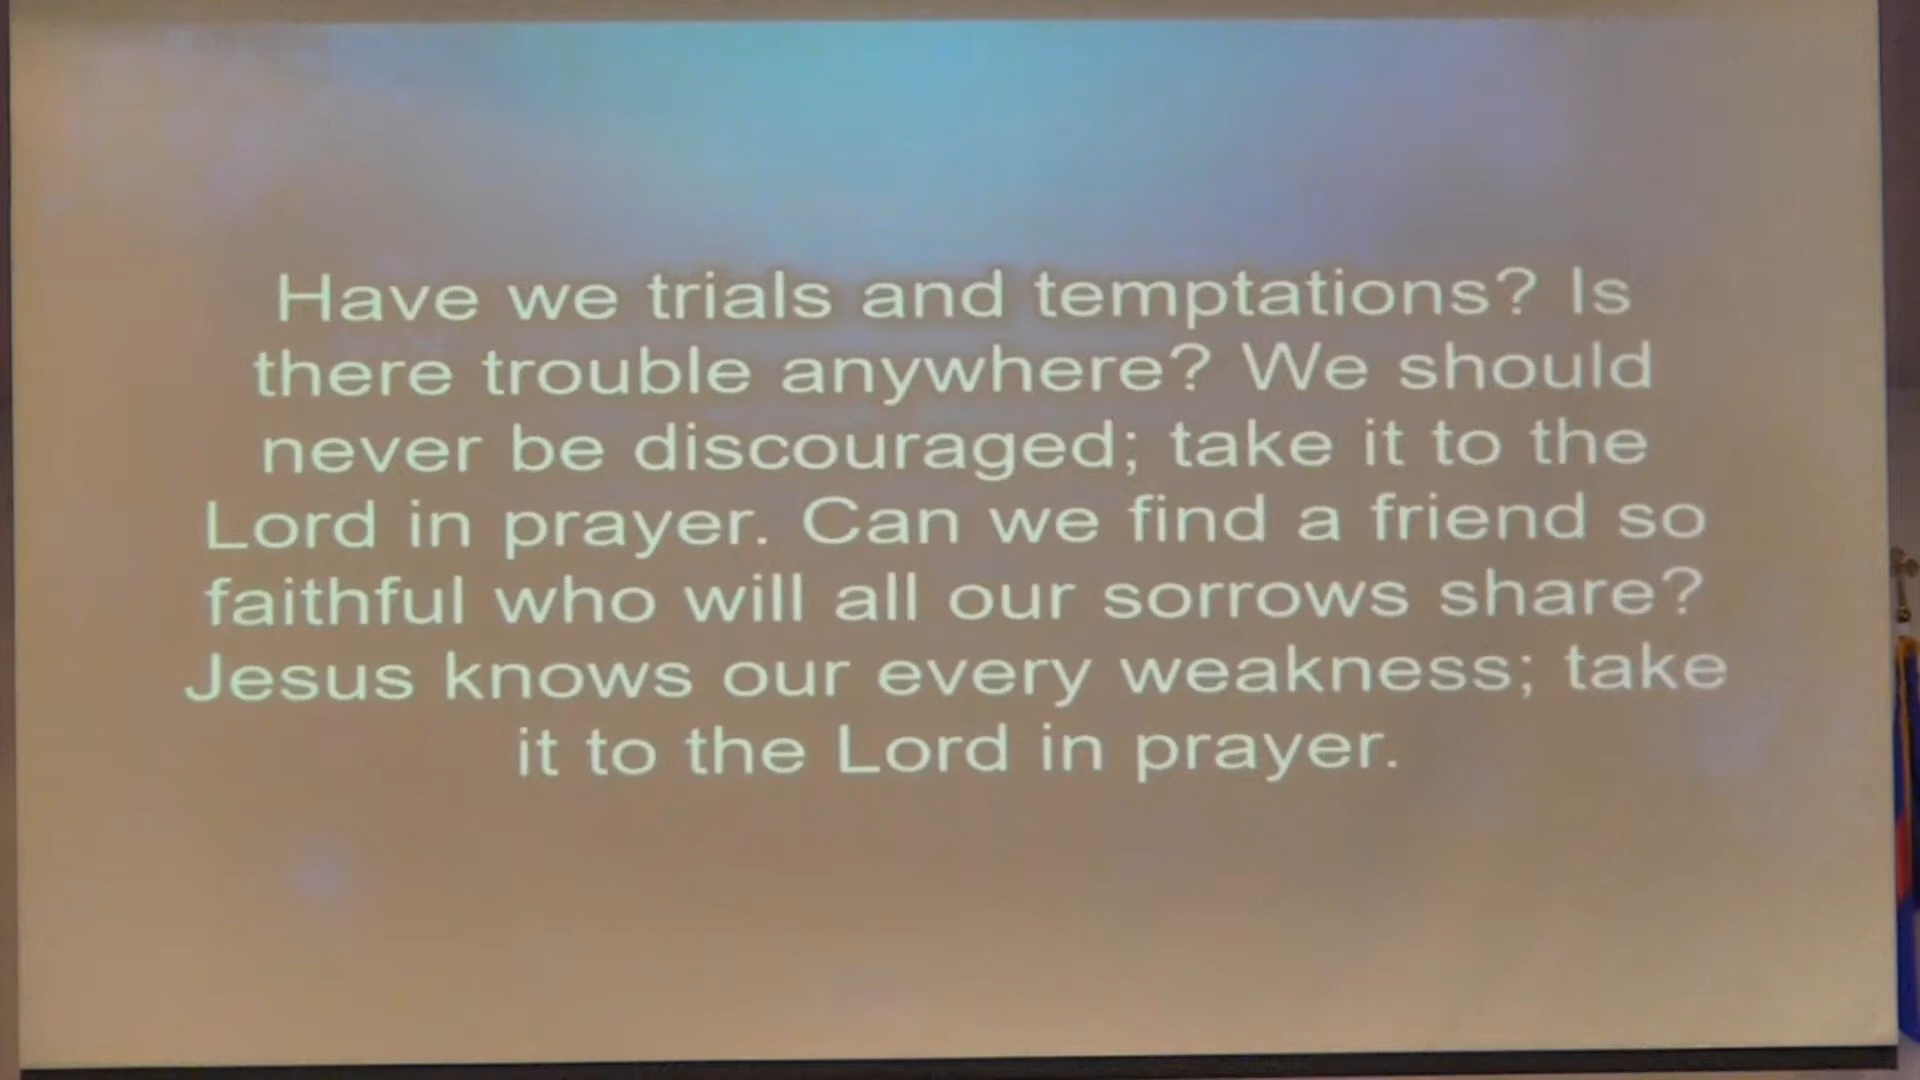 Have we trials and temptations? Is
there trouble anywhere? We should
never be discouraged; take it to the
Lord in prayer. Can we find a friend so
faithful who will all our sorrows share?
Jesus knows our every weakness; take
it to the Lord in prayer.